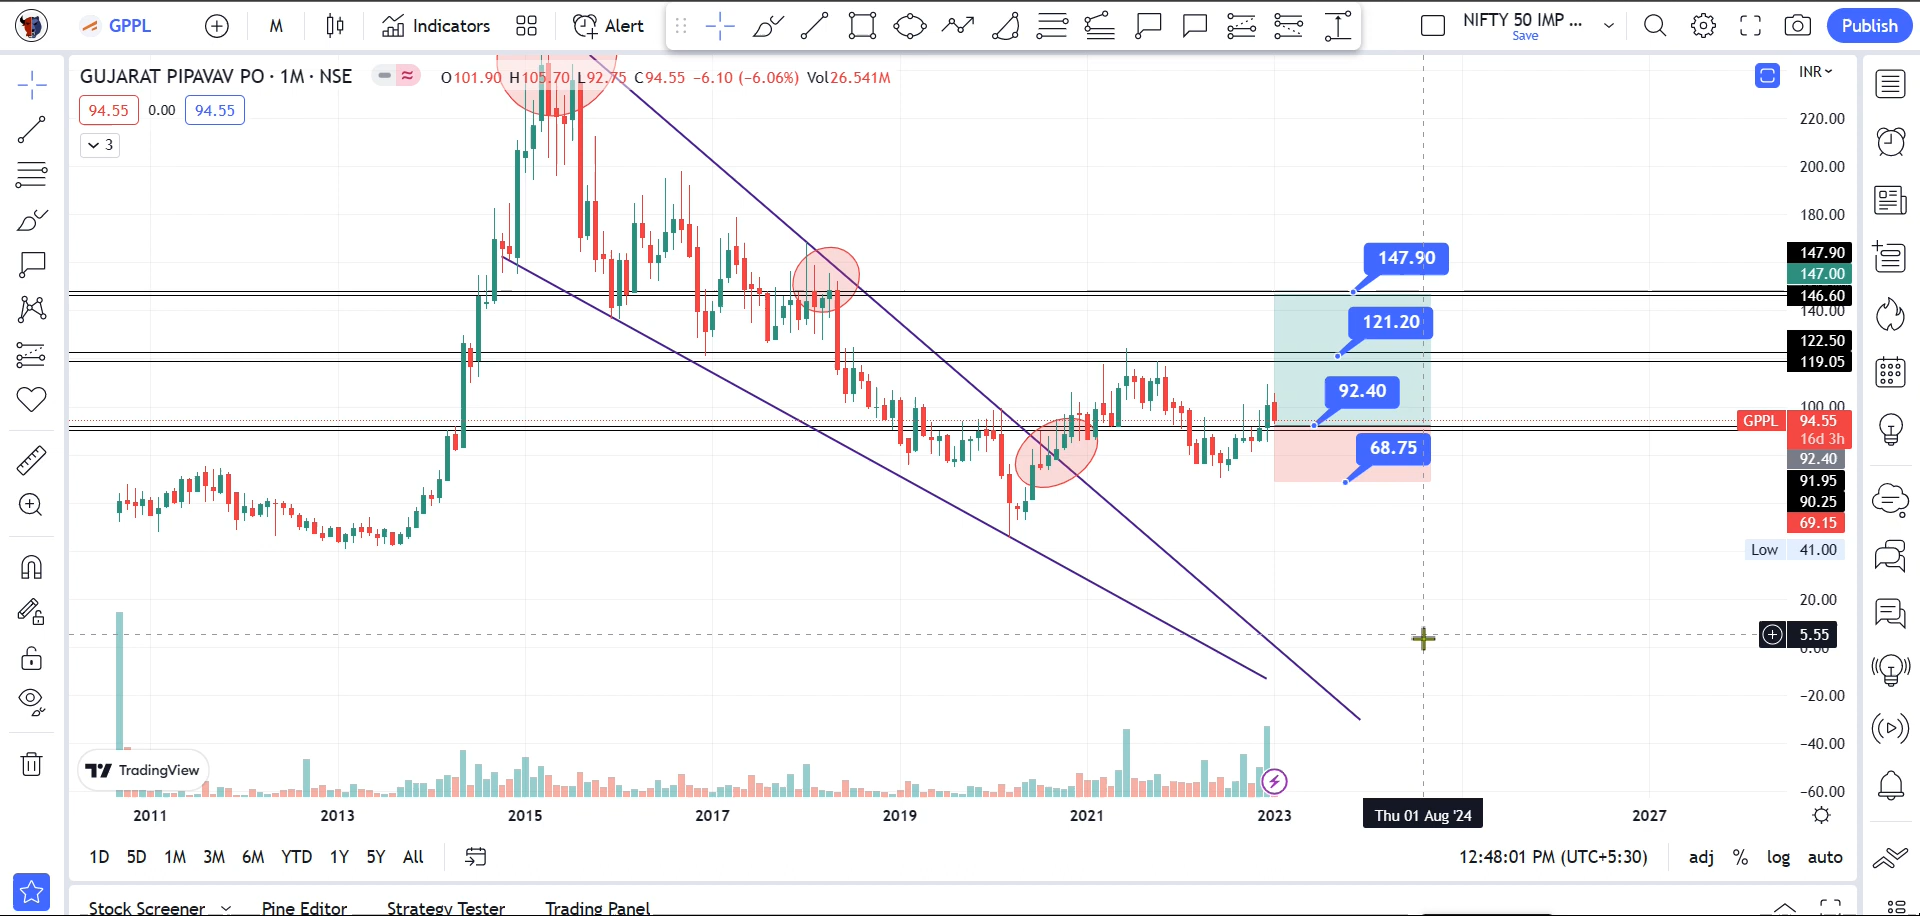 GPPL M Indicators Alert NIFTY 50 IMP ... Save Publish
GUJARAT PIPAVAV PO · 1M · NSE O101.90 H105.70 L92.75 C94.55 −6.10 (−6.06%) Vol26.541M
INR
94.55 0.00 94.55
3
220.00
200.00
180.00
147.90
147.90
147.00
146.60
140.00
121.20
122.50
119.05
92.40
100.00
GPPL 94.55
16d 3h
68.75
92.40
91.95
90.25
69.15
Low 41.00
20.00
5.55
0.00
−20.00
−40.00
TradingView
−60.00
2011 2013 2015 2017 2019 2021 2023 Thu 01 Aug '24 2027
1D 5D 1M 3M 6M YTD 1Y 5Y All 12:48:01 PM (UTC+5:30) adj % log auto
Stock Screener Pine Editor Strategy Tester Trading Panel